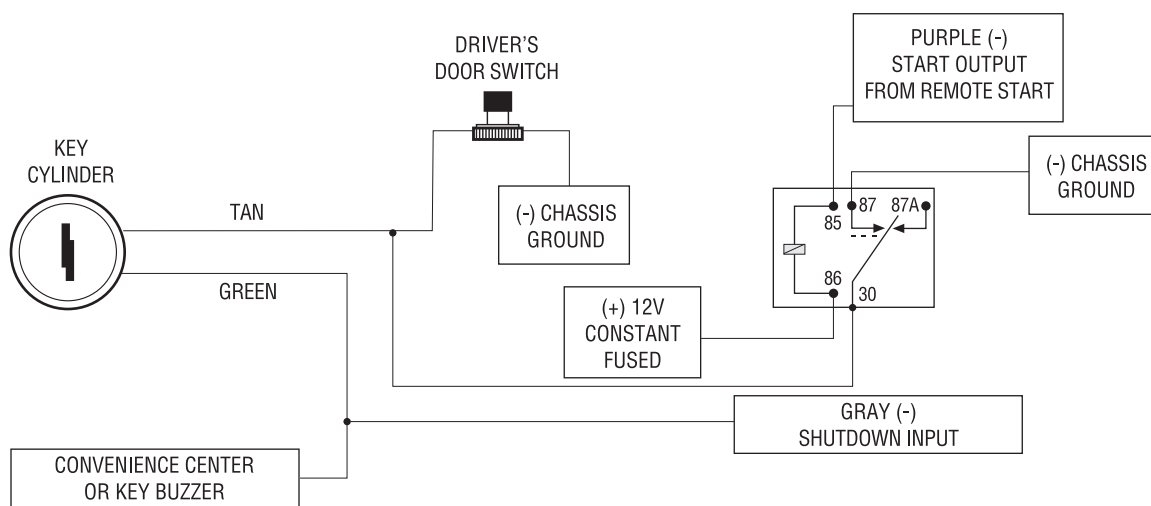 DRIVER'S
DOOR SWITCH
PURPLE (-)
START OUTPUT
FROM REMOTE START
KEY
CYLINDER
(-) CHASSIS
GROUND
TAN
(-) CHASSIS
GROUND
87
87A
85
GREEN
86
30
(+) 12V
CONSTANT
FUSED
GRAY (-)
SHUTDOWN INPUT
CONVENIENCE CENTER
OR KEY BUZZER